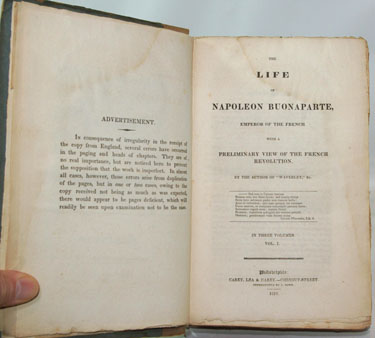 ADVERTISEMENT.
In consequence of irregularity in the receipt of
the copy from England, several errors have occurred
in the paging and heads of chapters. They are of
no real importance, but are noticed here to prevent
the supposition that the work is imperfect. In almost
all cases, however, these errors arise from duplication
of the pages, but in one or two cases, owing to the
copy received not being as much as was expected,
there would appear to be pages deficient, which will
readily be seen upon examination not to be the case.
THE
LIFE
OF
NAPOLEON BUONAPARTE,
EMPEROR OF THE FRENCH
WITH A
PRELIMINARY VIEW OF THE FRENCH
REVOLUTION.
BY THE AUTHOR OF "WAVERLEY," &c.
IN THREE VOLUMES
VOL. I.
Philadelphia:
CAREY, LEA & CAREY—CHESNUT-STREET